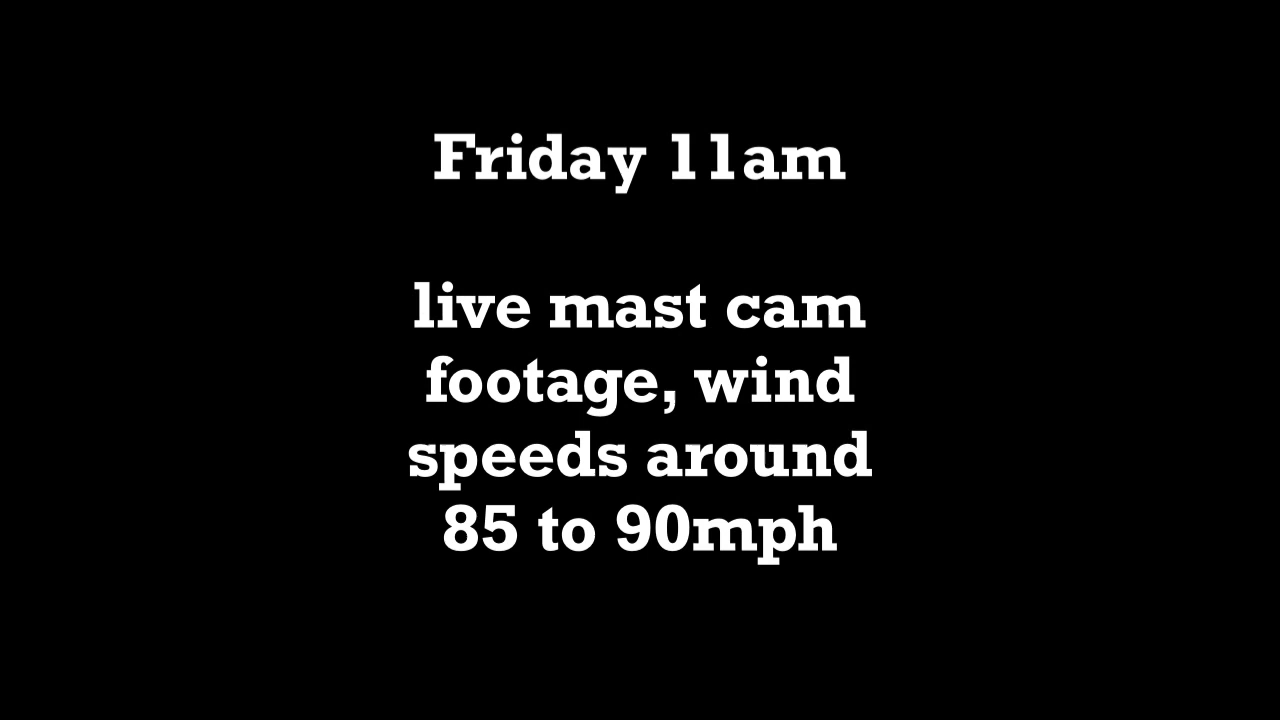 Friday 11am
live mast cam
footage, wind
speeds around
85 to 90mph